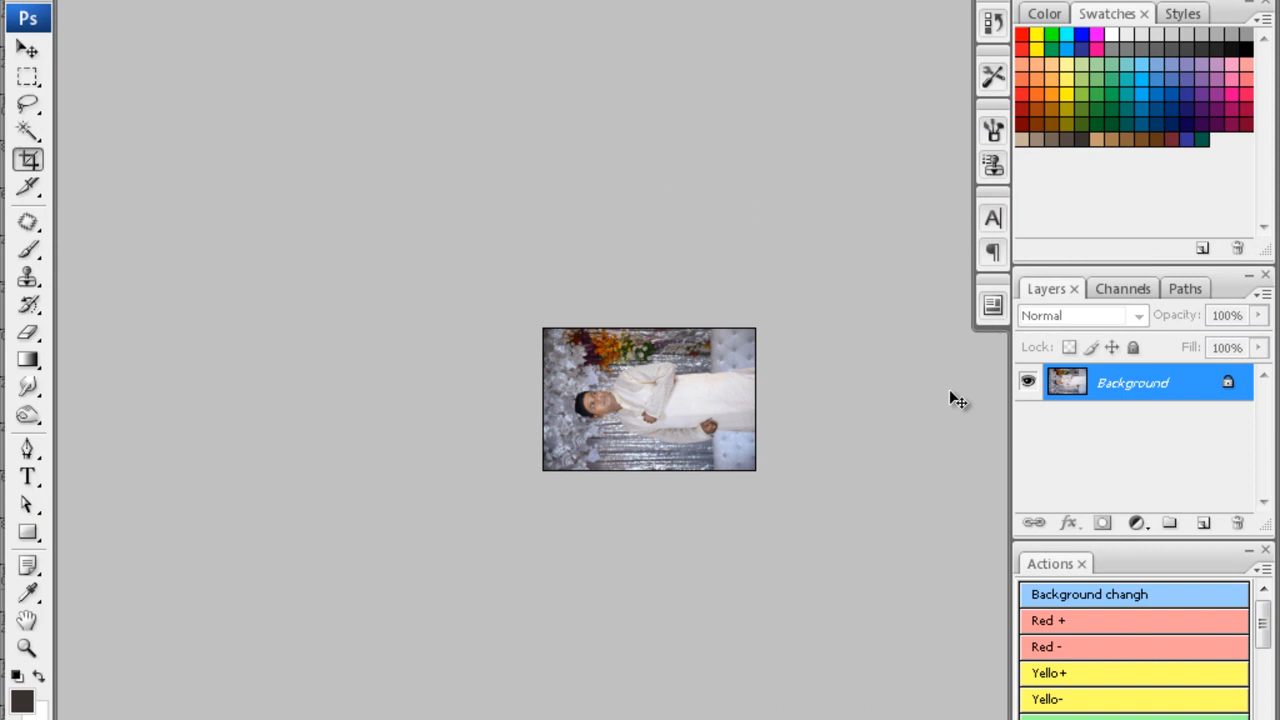 Ps
Color Swatches × Styles
Layers × Channels Paths
Normal Opacity: 100%
Lock: Fill: 100%
Background
fx
A
T
Actions ×
Background changh
Red +
Red -
Yello+
Yello-